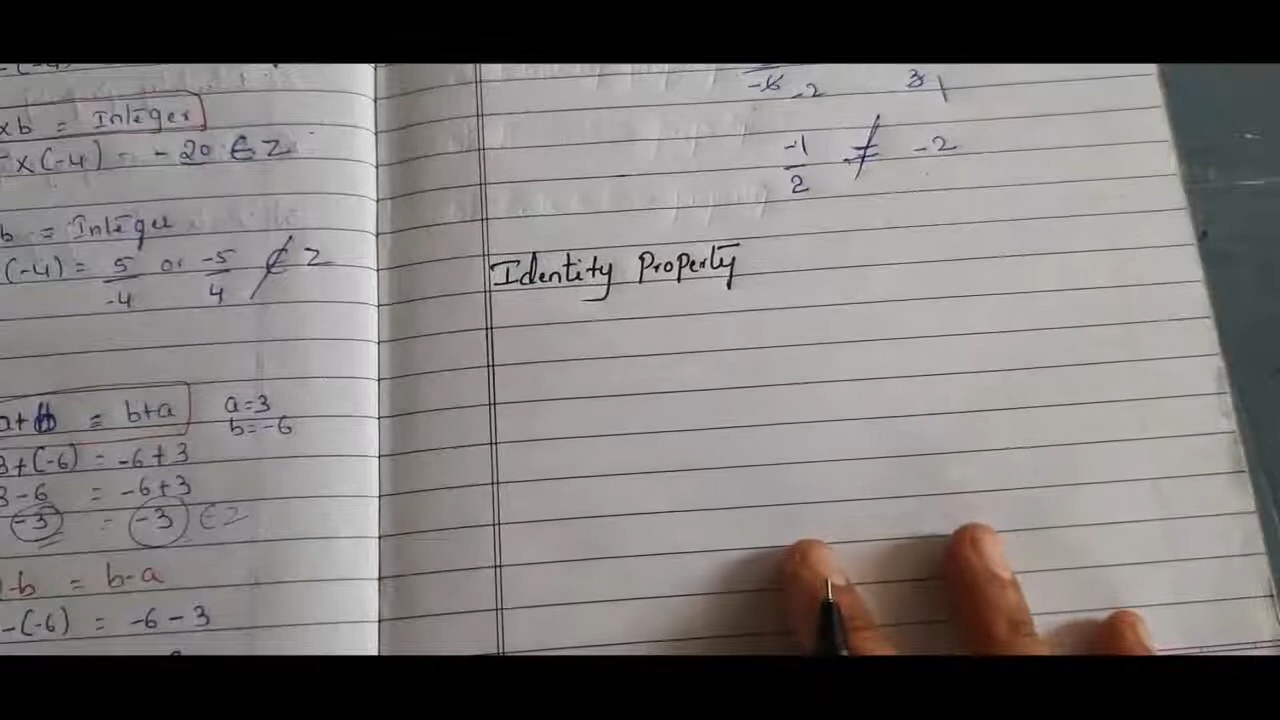 xb = Integer
x(-4) = -20 ∈ Z
b = Integer
(-4) = 5/-4 or -5/4 ∉ Z
a+b = b+a a=3
b=-6
3+(-6) = -6+3
3-6 = -6+3
-3 = -3 ∈ Z
-b = b-a
-(-6) = -6-3
-6 -2 3 1
-1/2 ≠ -2
Identity Property